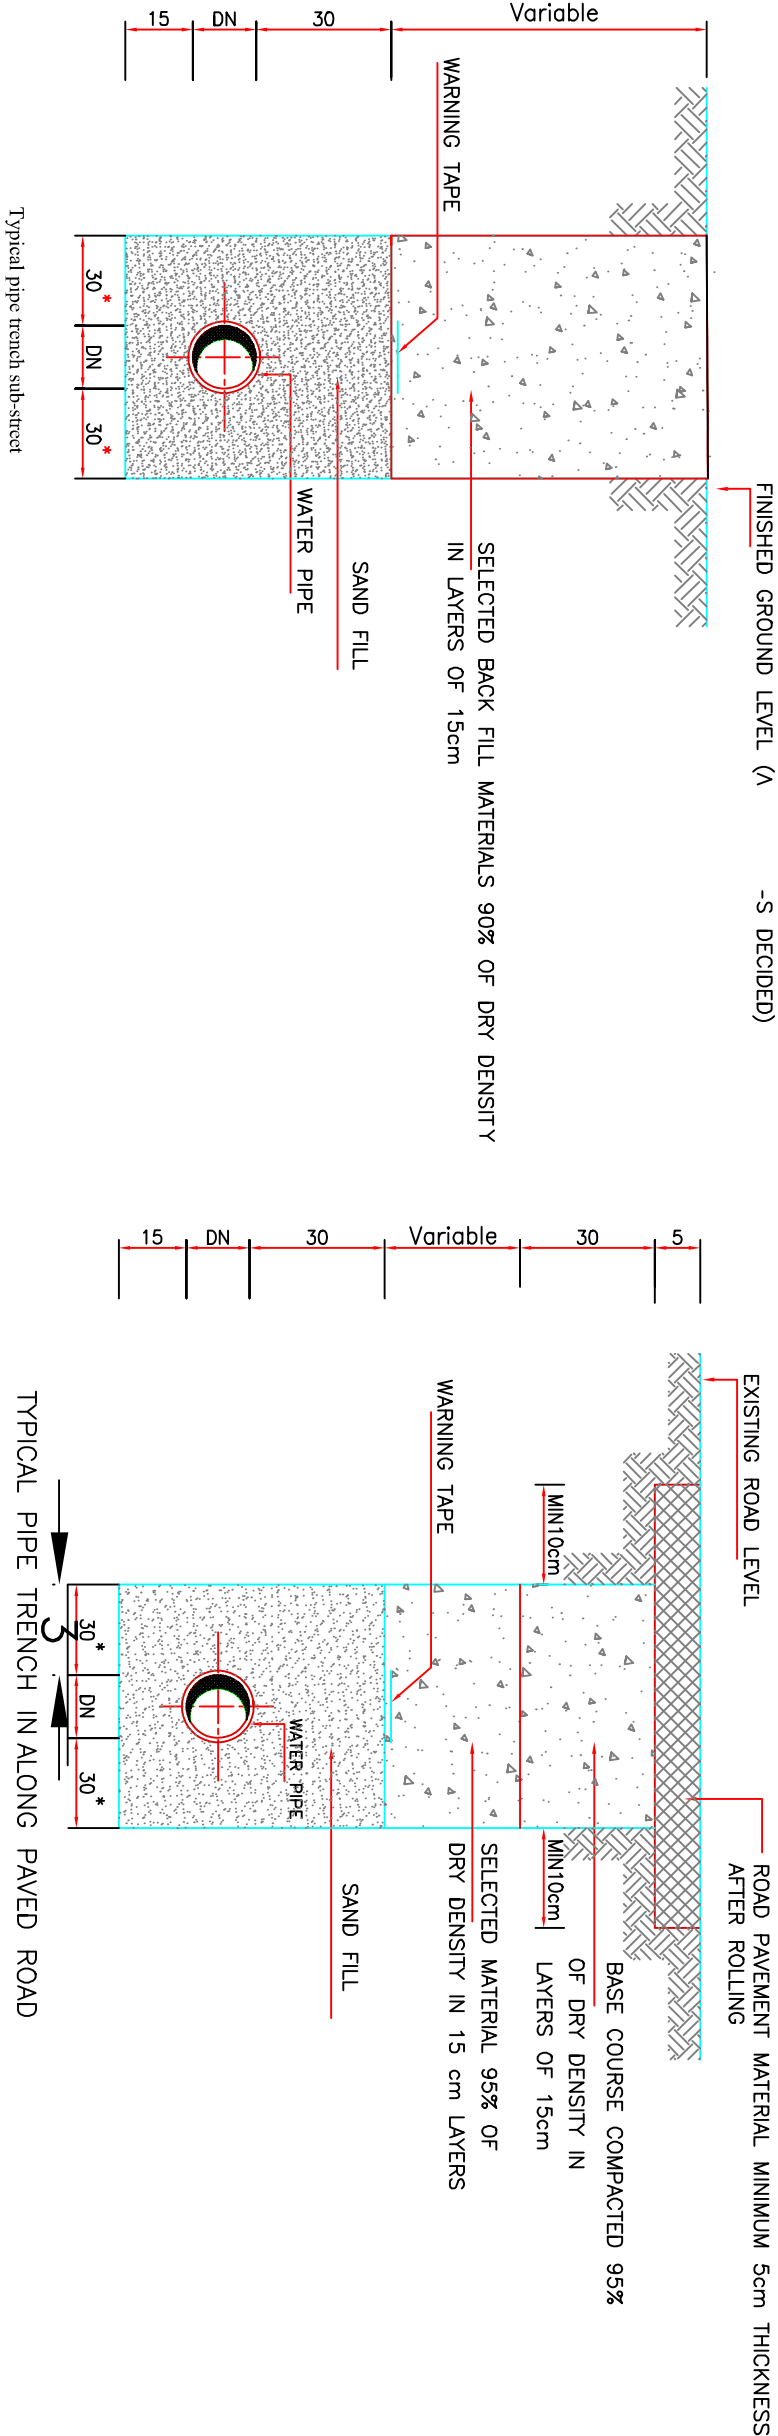 Variable
30
DN
15
WARNING TAPE
30*
DN
30*
FINISHED GROUND LEVEL (
-S DECIDED)
SELECTED BACK FILL MATERIALS 90% OF DRY DENSITY
IN LAYERS OF 15cm
SAND FILL
WATER PIPE
Typical pipe trench sub-street
5
30
Variable
30
DN
15
EXISTING ROAD LEVEL
MIN10cm
MIN10cm
WARNING TAPE
ROAD PAVEMENT MATERIAL MINIMUM 5cm THICKNESS
AFTER ROLLING
BASE COURSE COMPACTED 95%
OF DRY DENSITY IN
LAYERS OF 15cm
SELECTED MATERIAL 95% OF
DRY DENSITY IN 15 cm LAYERS
SAND FILL
WATER PIPE
30*
DN
30*
3
TYPICAL PIPE TRENCH IN ALONG PAVED ROAD